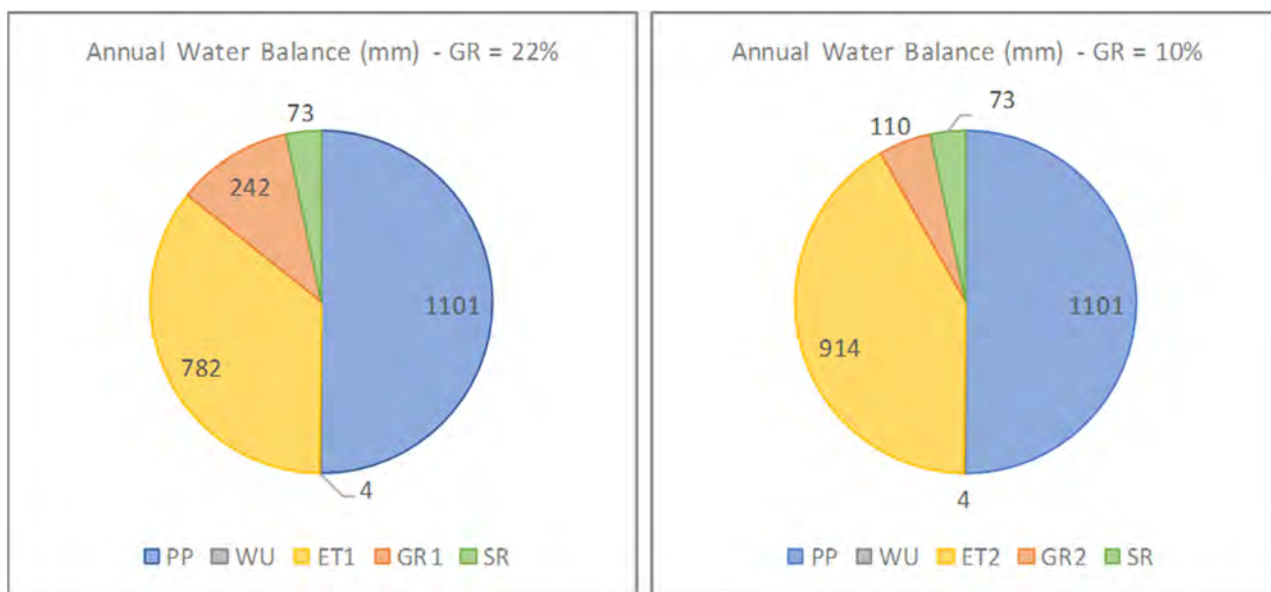 Annual Water Balance (mm) - GR = 22%
73
242
1101
782
4
PP WU ET1 GR1 SR
Annual Water Balance (mm) - GR = 10%
73
110
1101
914
4
PP WU ET2 GR2 SR